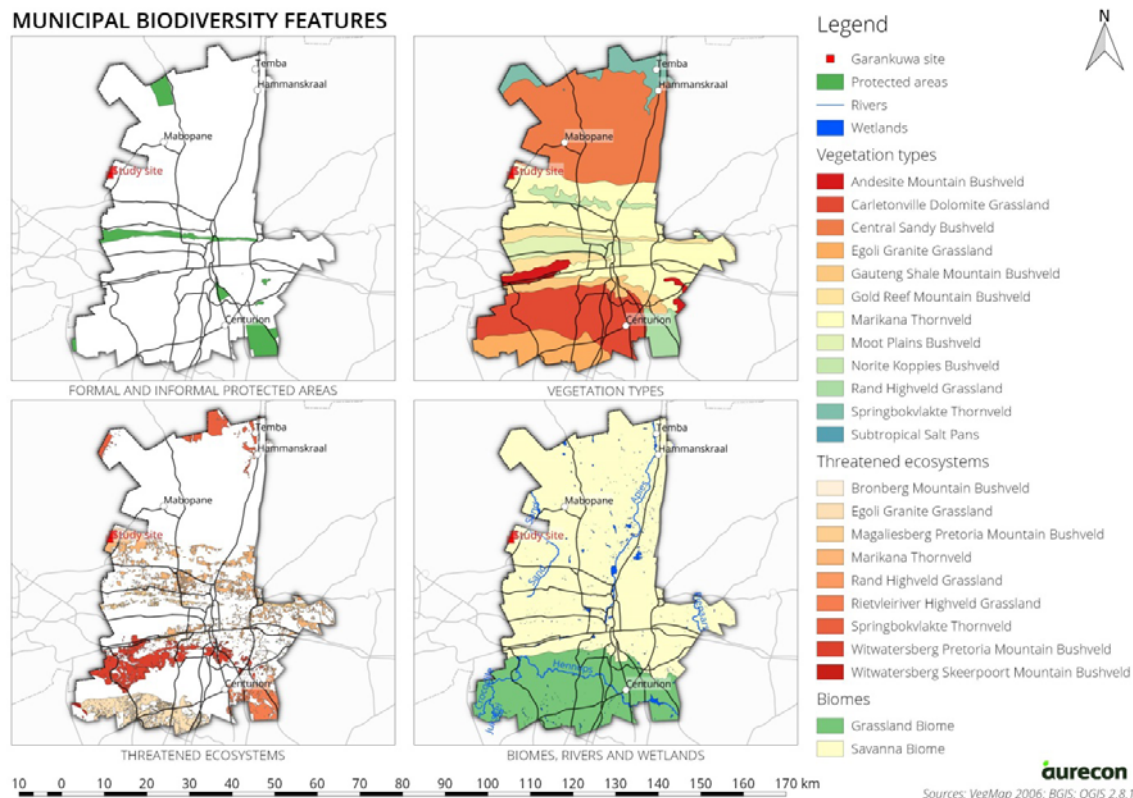 MUNICIPAL BIODIVERSITY FEATURES
Temba
Hammanskraal
Mabopane
Study site
Centurion
FORMAL AND INFORMAL PROTECTED AREAS
Temba
Hammanskraal
Mabopane
Study site
Centurion
VEGETATION TYPES
Temba
Hammanskraal
Mabopane
Study site
Centurion
THREATENED ECOSYSTEMS
Temba
Hammanskraal
Mabopane
Apies
Sand
Study site
Sand
Hennops
Centurion
BIOMES, RIVERS AND WETLANDS
Legend
N
Garankuwa site
Protected areas
Rivers
Wetlands
Vegetation types
Andesite Mountain Bushveld
Carletonville Dolomite Grassland
Central Sandy Bushveld
Egoli Granite Grassland
Gauteng Shale Mountain Bushveld
Gold Reef Mountain Bushveld
Marikana Thornveld
Moot Plains Bushveld
Norite Koppies Bushveld
Rand Highveld Grassland
Springbokvlakte Thornveld
Subtropical Salt Pans
Threatened ecosystems
Bronberg Mountain Bushveld
Egoli Granite Grassland
Magaliesberg Pretoria Mountain Bushveld
Marikana Thornveld
Rand Highveld Grassland
Rietvleiriver Highveld Grassland
Springbokvlakte Thornveld
Witwatersberg Pretoria Mountain Bushveld
Witwatersberg Skeerpoort Mountain Bushveld
Biomes
Grassland Biome
Savanna Biome
10 0 10 20 30 40 50 60 70 80 90 100 110 120 130 140 150 160 170 km
aurecon
Sources: VegMap 2006; BGIS; QGIS 2.8.1